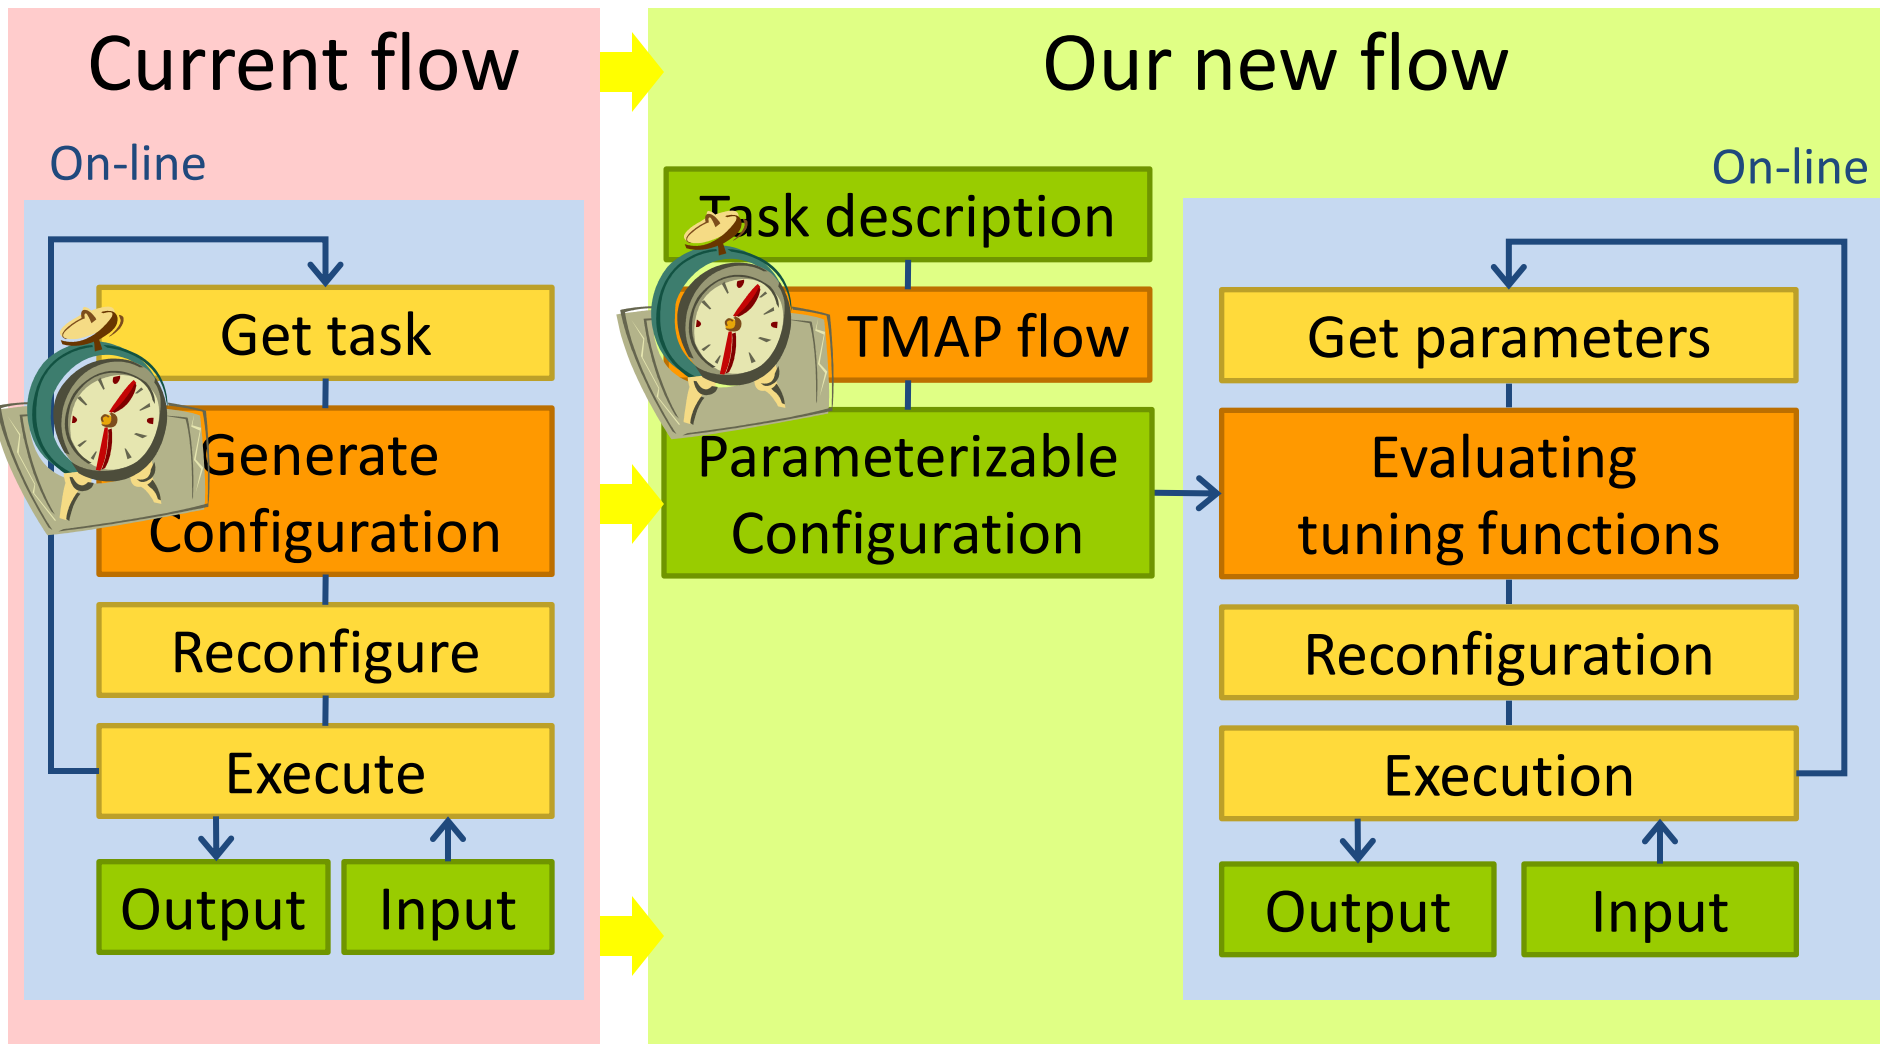 Current flow
On-line
Get task
Generate
Configuration
Reconfigure
Execute
Output
Input
Our new flow
Task description
TMAP flow
Parameterizable
Configuration
On-line
Get parameters
Evaluating
tuning functions
Reconfiguration
Execution
Output
Input